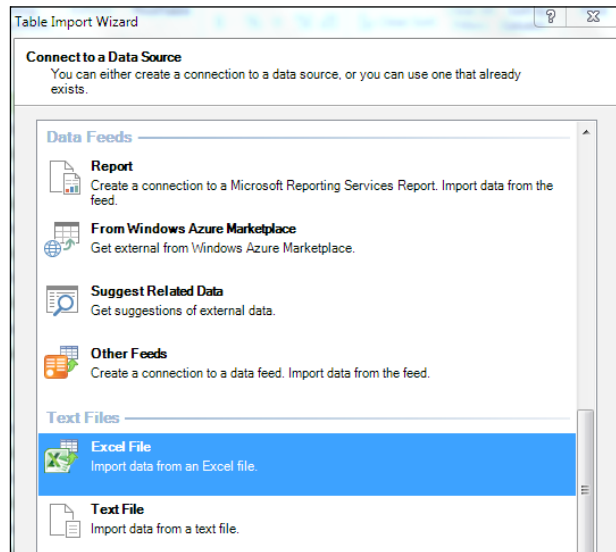 Table Import Wizard
Connect to a Data Source
You can either create a connection to a data source, or you can use one that already
exists.
Data Feeds
Report
Create a connection to a Microsoft Reporting Services Report. Import data from the
feed.
From Windows Azure Marketplace
Get external from Windows Azure Marketplace.
Suggest Related Data
Get suggestions of external data.
Other Feeds
Create a connection to a data feed. Import data from the feed.
Text Files
Excel File
Import data from an Excel file.
Text File
Import data from a text file.